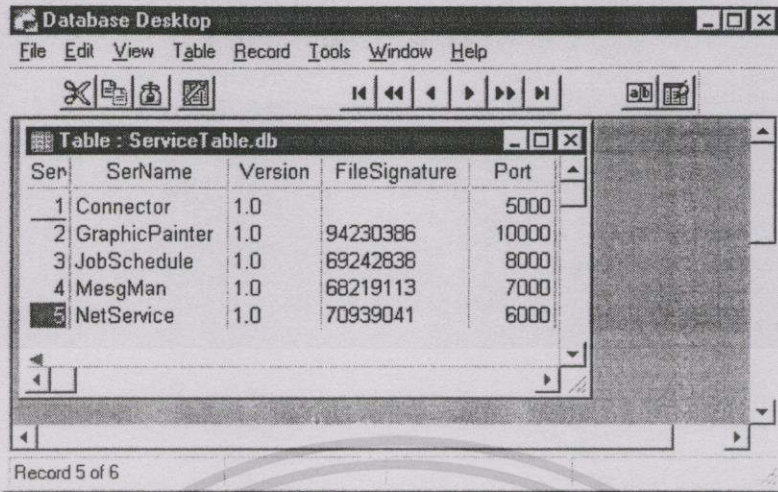 Database Desktop
File Edit View Table Record Tools Window Help
a|b
Table : ServiceTable.db
Ser SerName Version FileSignature Port
1 Connector 1.0 5000
2 GraphicPainter 1.0 94230386 10000
3 JobSchedule 1.0 69242838 8000
4 MesgMan 1.0 68219113 7000
5 NetService 1.0 70939041 6000
Record 5 of 6